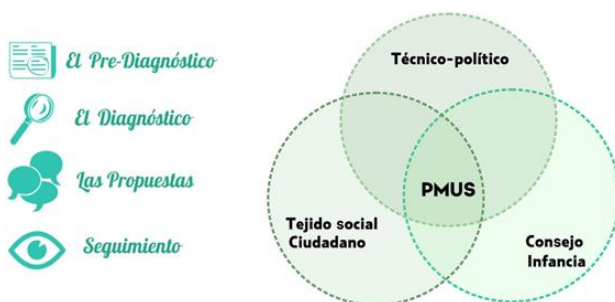 El Pre-Diagnóstico
El Diagnóstico
Las Propuestas
Seguimiento
Técnico-político
PMUS
Tejido social
Ciudadano
Consejo
Infancia